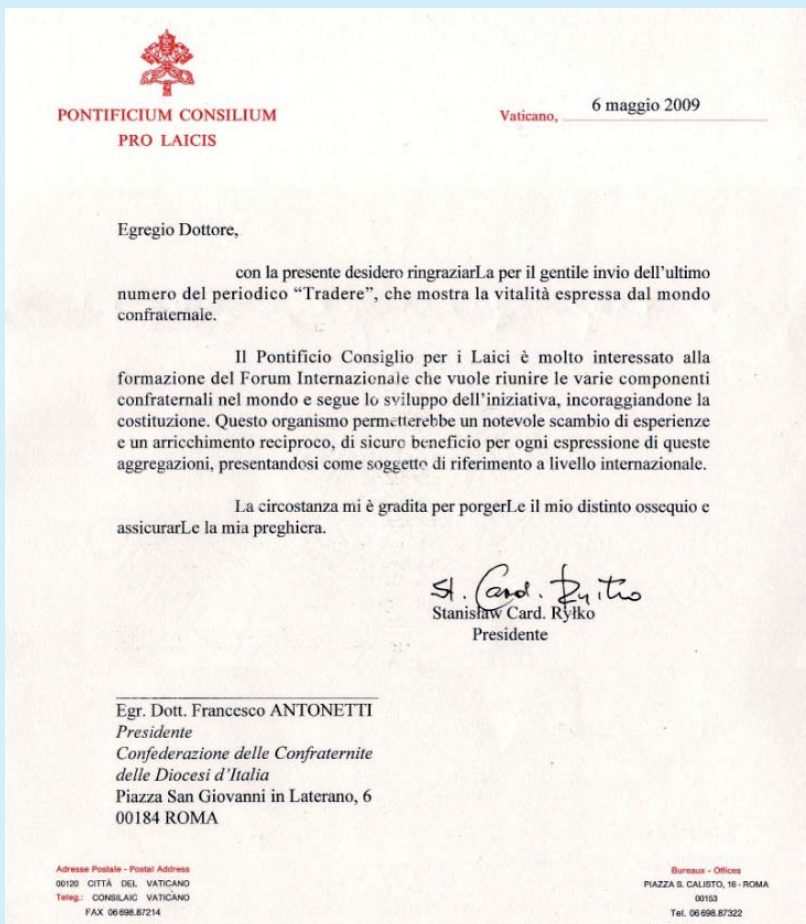 PONTIFICIUM CONSILIUM
PRO LAICIS
Vaticano, 6 maggio 2009
Egregio Dottore,
con la presente desidero ringraziarLa per il gentile invio dell'ultimo
numero del periodico “Tradere”, che mostra la vitalità espressa dal mondo
confraternale.
Il Pontificio Consiglio per i Laici è molto interessato alla
formazione del Forum Internazionale che vuole riunire le varie componenti
confraternali nel mondo e segue lo sviluppo dell'iniziativa, incoraggiandone la
costituzione. Questo organismo permetterebbe un notevole scambio di esperienze
e un arricchimento reciproco, di sicuro beneficio per ogni espressione di queste
aggregazioni, presentandosi come soggetto di riferimento a livello internazionale.
La circostanza mi è gradita per porgerLe il mio distinto ossequio e
assicurarLe la mia preghiera.
St. Card. Ryłko
Stanisław Card. Ryłko
Presidente
Egr. Dott. Francesco ANTONETTI
Presidente
Confederazione delle Confraternite
delle Diocesi d'Italia
Piazza San Giovanni in Laterano, 6
00184 ROMA
Adresse Postale - Postal Address
00120 CITTÀ DEL VATICANO
Teleg.: CONSILAIC VATICANO
FAX 06 698.87214
Bureaux - Offices
PIAZZA S. CALISTO, 16 - ROMA
00153
Tel. 06 698.87322